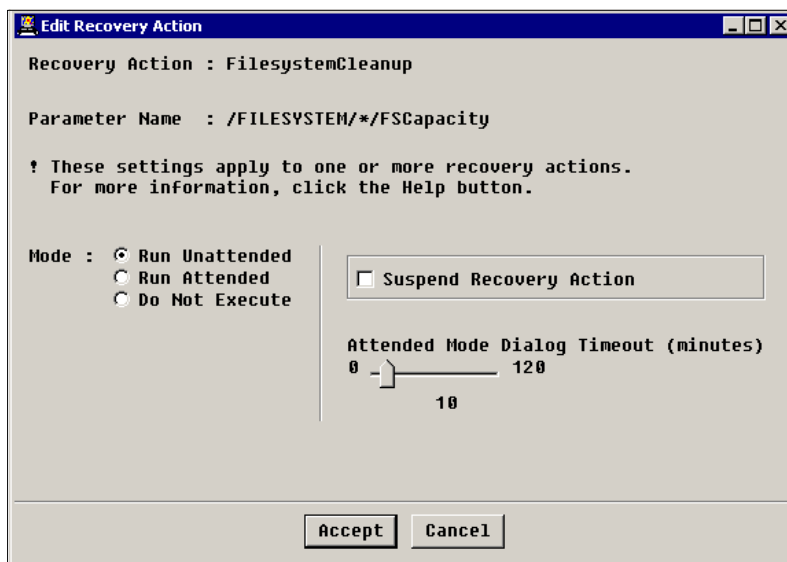 Edit Recovery Action
Recovery Action : FilesystemCleanup
Parameter Name : /FILESYSTEM/*/FSCapacity
! These settings apply to one or more recovery actions.
For more information, click the Help button.
Mode : Run Unattended
Run Attended
Do Not Execute
Suspend Recovery Action
Attended Mode Dialog Timeout (minutes)
0 120
10
Accept Cancel